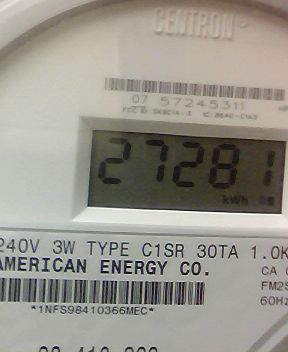 CENTRON®
07 57245311
27281
kWh
240V 3W TYPE C1SR 30TA 1.0K
AMERICAN ENERGY CO.
CA
FM2S
60Hz
*1NFS98410366MEC*